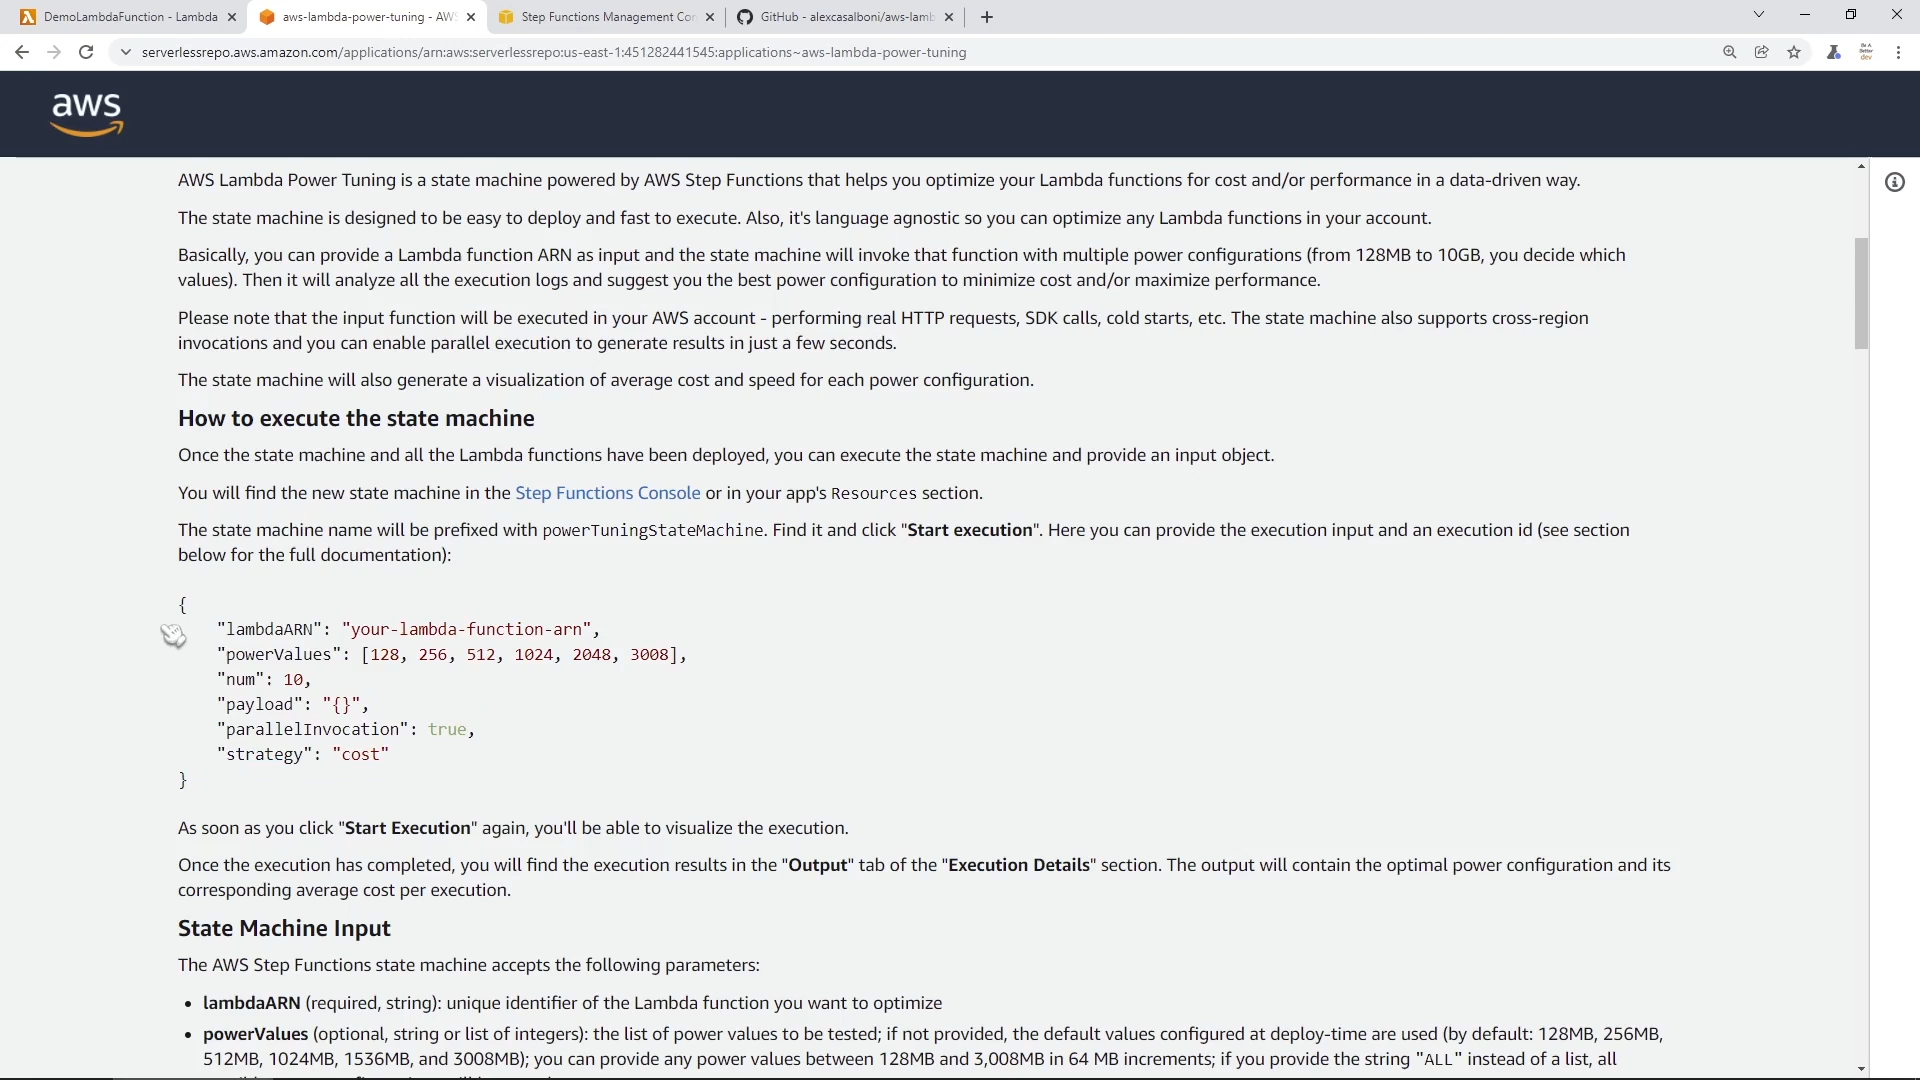 DemoLambdaFunction - Lambda
aws-lambda-power-tuning - AWS
Step Functions Management Con
GitHub - alexcasalboni/aws-lamb
serverlessrepo.aws.amazon.com/applications/arn:aws:serverlessrepo:us-east-1:451282441545:applications~aws-lambda-power-tuning
Be A
Better
dev
aws
AWS Lambda Power Tuning is a state machine powered by AWS Step Functions that helps you optimize your Lambda functions for cost and/or performance in a data-driven way.
The state machine is designed to be easy to deploy and fast to execute. Also, it's language agnostic so you can optimize any Lambda functions in your account.
Basically, you can provide a Lambda function ARN as input and the state machine will invoke that function with multiple power configurations (from 128MB to 10GB, you decide which
values). Then it will analyze all the execution logs and suggest you the best power configuration to minimize cost and/or maximize performance.
Please note that the input function will be executed in your AWS account - performing real HTTP requests, SDK calls, cold starts, etc. The state machine also supports cross-region
invocations and you can enable parallel execution to generate results in just a few seconds.
The state machine will also generate a visualization of average cost and speed for each power configuration.
How to execute the state machine
Once the state machine and all the Lambda functions have been deployed, you can execute the state machine and provide an input object.
You will find the new state machine in the Step Functions Console or in your app's Resources section.
The state machine name will be prefixed with powerTuningStateMachine. Find it and click "Start execution". Here you can provide the execution input and an execution id (see section
below for the full documentation):
{
"lambdaARN": "your-lambda-function-arn",
"powerValues": [128, 256, 512, 1024, 2048, 3008],
"num": 10,
"payload": "{}",
"parallelInvocation": true,
"strategy": "cost"
}
As soon as you click "Start Execution" again, you'll be able to visualize the execution.
Once the execution has completed, you will find the execution results in the "Output" tab of the "Execution Details" section. The output will contain the optimal power configuration and its
corresponding average cost per execution.
State Machine Input
The AWS Step Functions state machine accepts the following parameters:
• lambdaARN (required, string): unique identifier of the Lambda function you want to optimize
• powerValues (optional, string or list of integers): the list of power values to be tested; if not provided, the default values configured at deploy-time are used (by default: 128MB, 256MB,
512MB, 1024MB, 1536MB, and 3008MB); you can provide any power values between 128MB and 3,008MB in 64 MB increments; if you provide the string "ALL" instead of a list, all